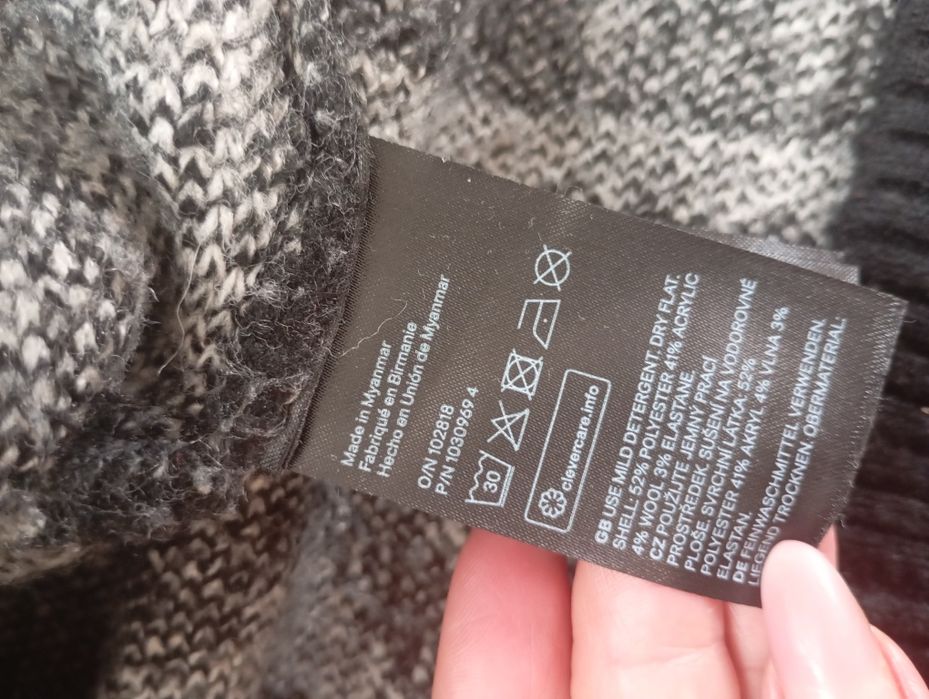 Made in Myanmar
Fabriqué en Birmanie
Hecho en Unión de Myanmar
O/N 102818
P/N 1030969 4
30
clevercare.info
GB USE MILD DETERGENT. DRY FLAT.
SHELL: 52% POLYESTER 41% ACRYLIC
4% WOOL 3% ELASTANE.
CZ POUŽIJTE JEMNÝ PRACÍ
PROSTŘEDEK. SUŠENÍ NA VODOROVNÉ
PLOŠE. SVRCHNÍ LÁTKA 52%
POLYESTER 41% AKRYL 4% VLNA 3%
ELASTAN.
DE FEINWASCHMITTEL VERWENDEN.
LIEGEND TROCKNEN. OBERMATERIAL: